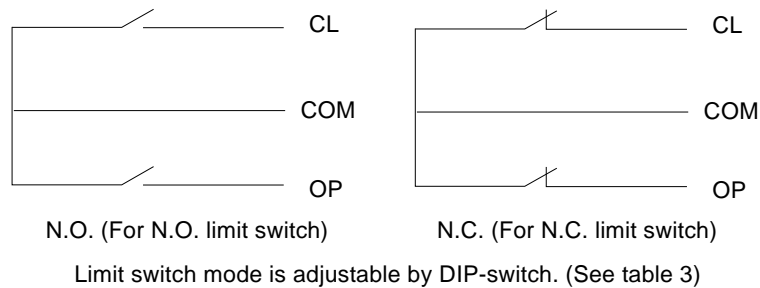 CL
COM
OP
N.O. (For N.O. limit switch)
CL
COM
OP
N.C. (For N.C. limit switch)
Limit switch mode is adjustable by DIP-switch. (See table 3)